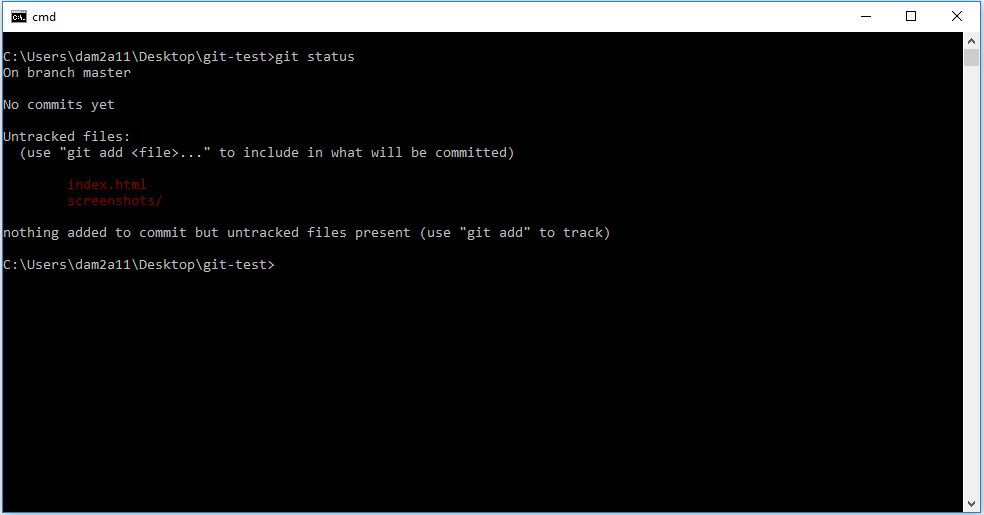 cmd
C:\Users\dam2a11\Desktop\git-test>git status
On branch master
No commits yet
Untracked files:
  (use "git add <file>..." to include in what will be committed)
        index.html
        screenshots/
nothing added to commit but untracked files present (use "git add" to track)
C:\Users\dam2a11\Desktop\git-test>